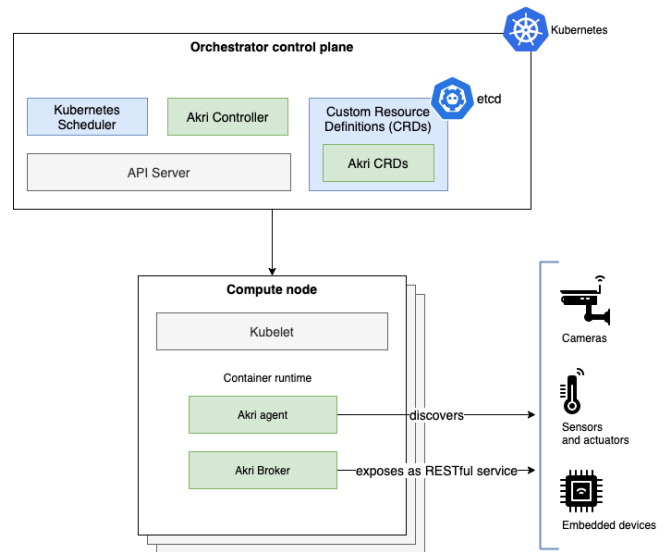 Kubernetes
Orchestrator control plane
etcd
Kubernetes
Scheduler
Akri Controller
Custom Resource
Definitions (CRDs)
Akri CRDs
API Server
Compute node
Kubelet
Container runtime
Akri agent
discovers
Akri Broker
exposes as RESTful service
Cameras
Sensors
and actuators
Embedded devices